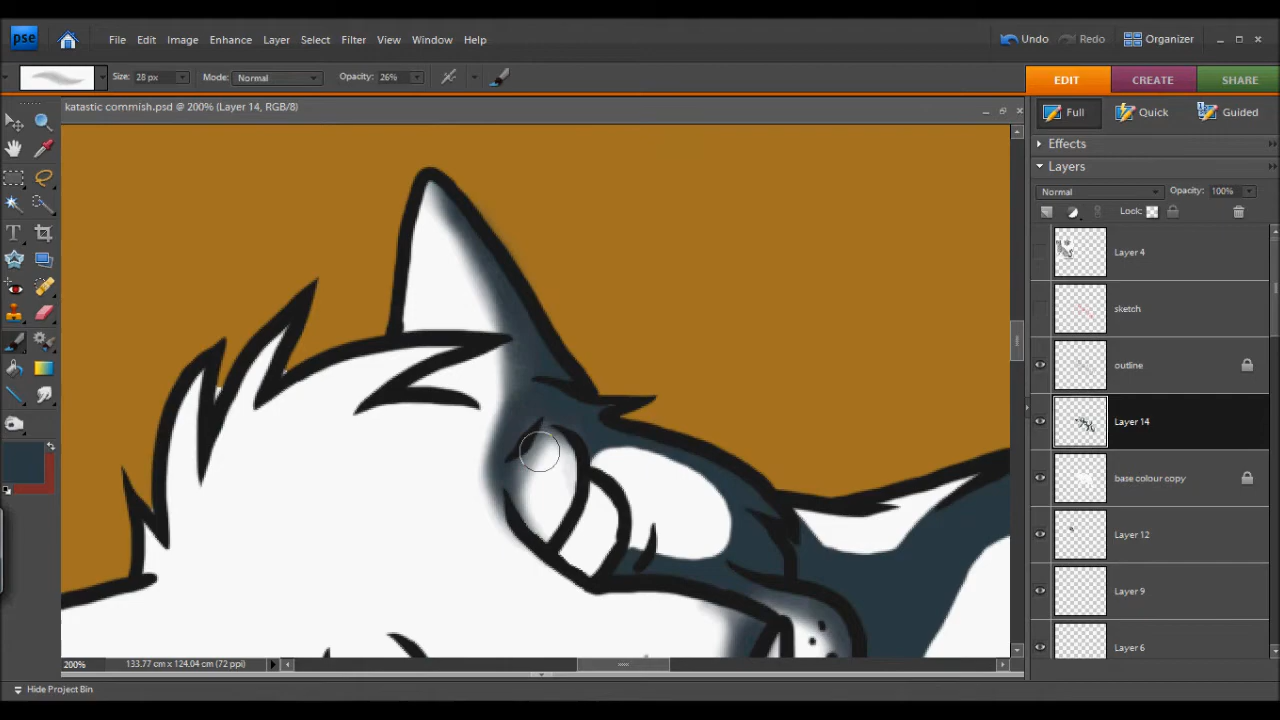 pse File Edit Image Enhance Layer Select Filter View Window Help Undo Redo Organizer
Size: 28 px Mode: Normal Opacity: 26% EDIT CREATE SHARE
katastic commish.psd @ 200% (Layer 14, RGB/8)
Full Quick Guided
Effects
Layers
Normal Opacity: 100%
Lock:
Layer 4
sketch
outline
Layer 14
base colour copy
Layer 12
Layer 9
Layer 6
200% 133.77 cm x 124.04 cm (72 ppi)
Hide Project Bin